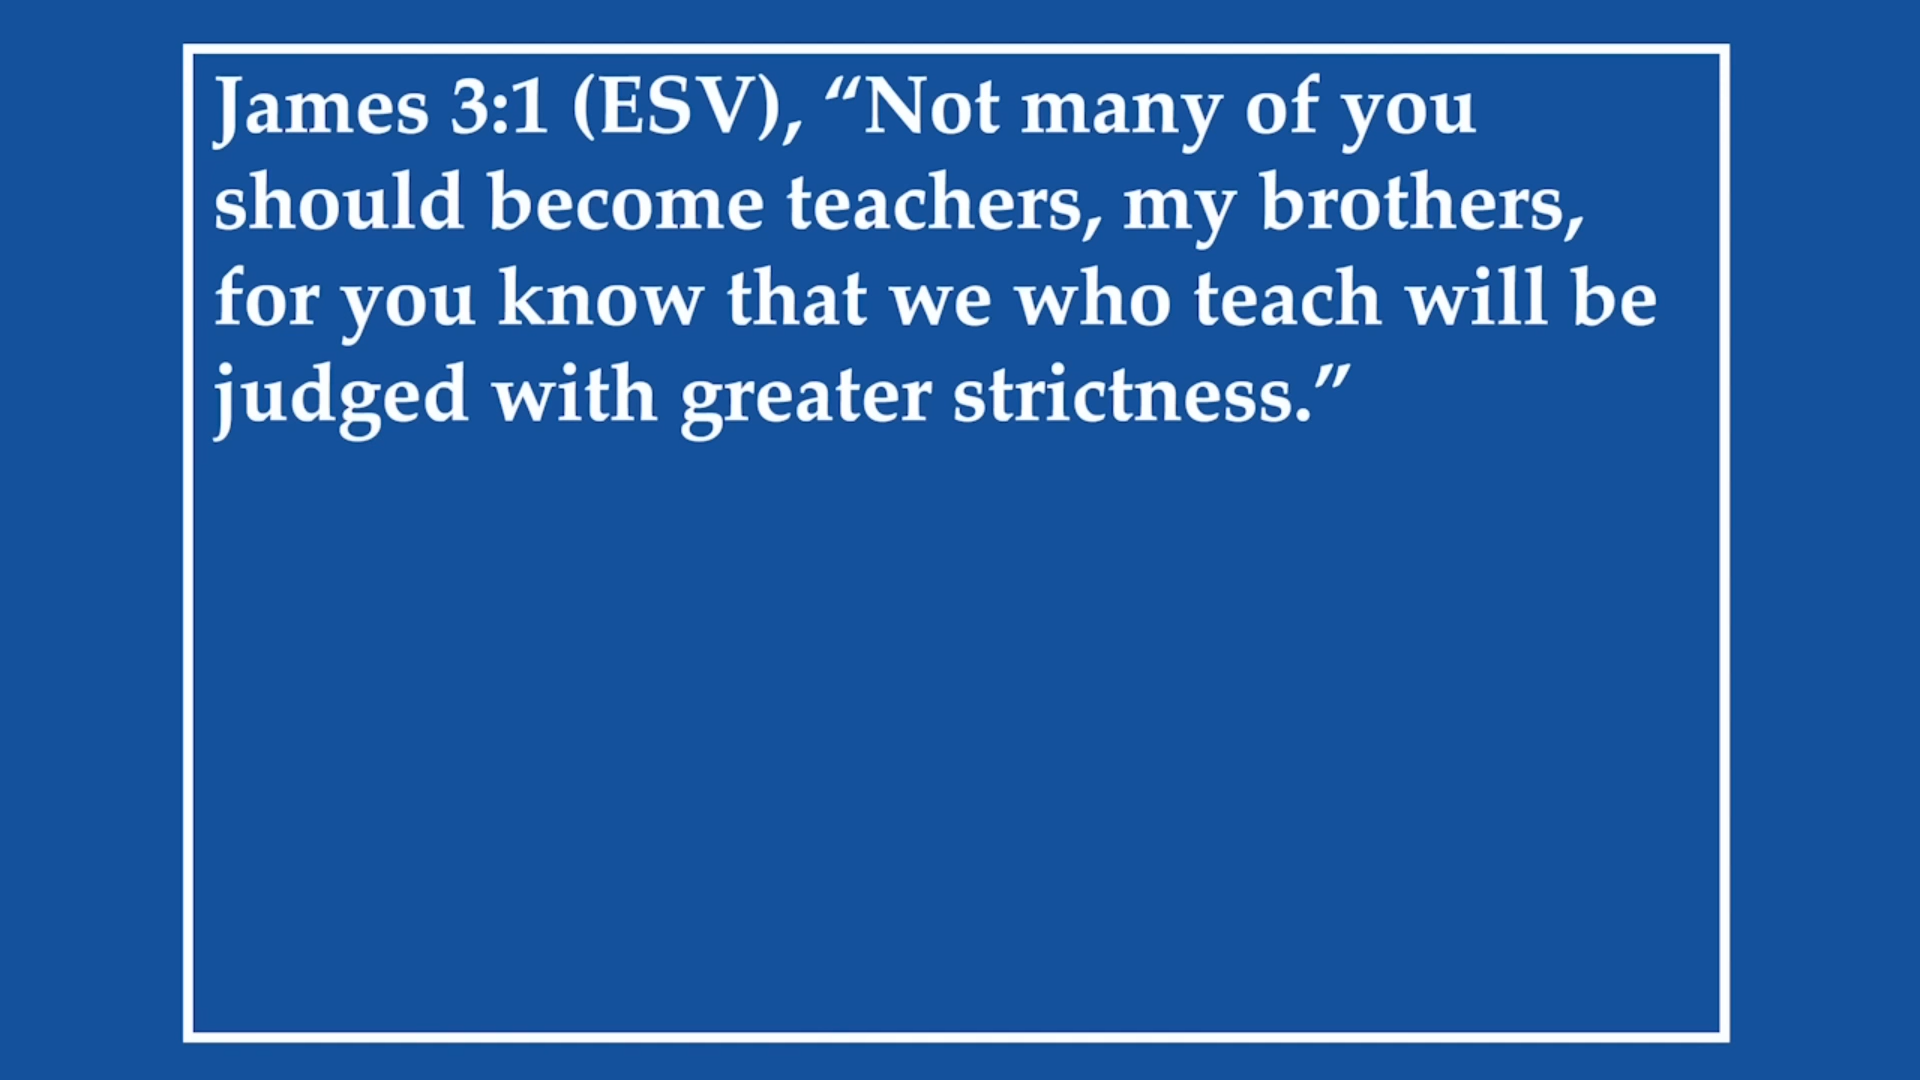 James 3:1 (ESV), “Not many of you
should become teachers, my brothers,
for you know that we who teach will be
judged with greater strictness.”